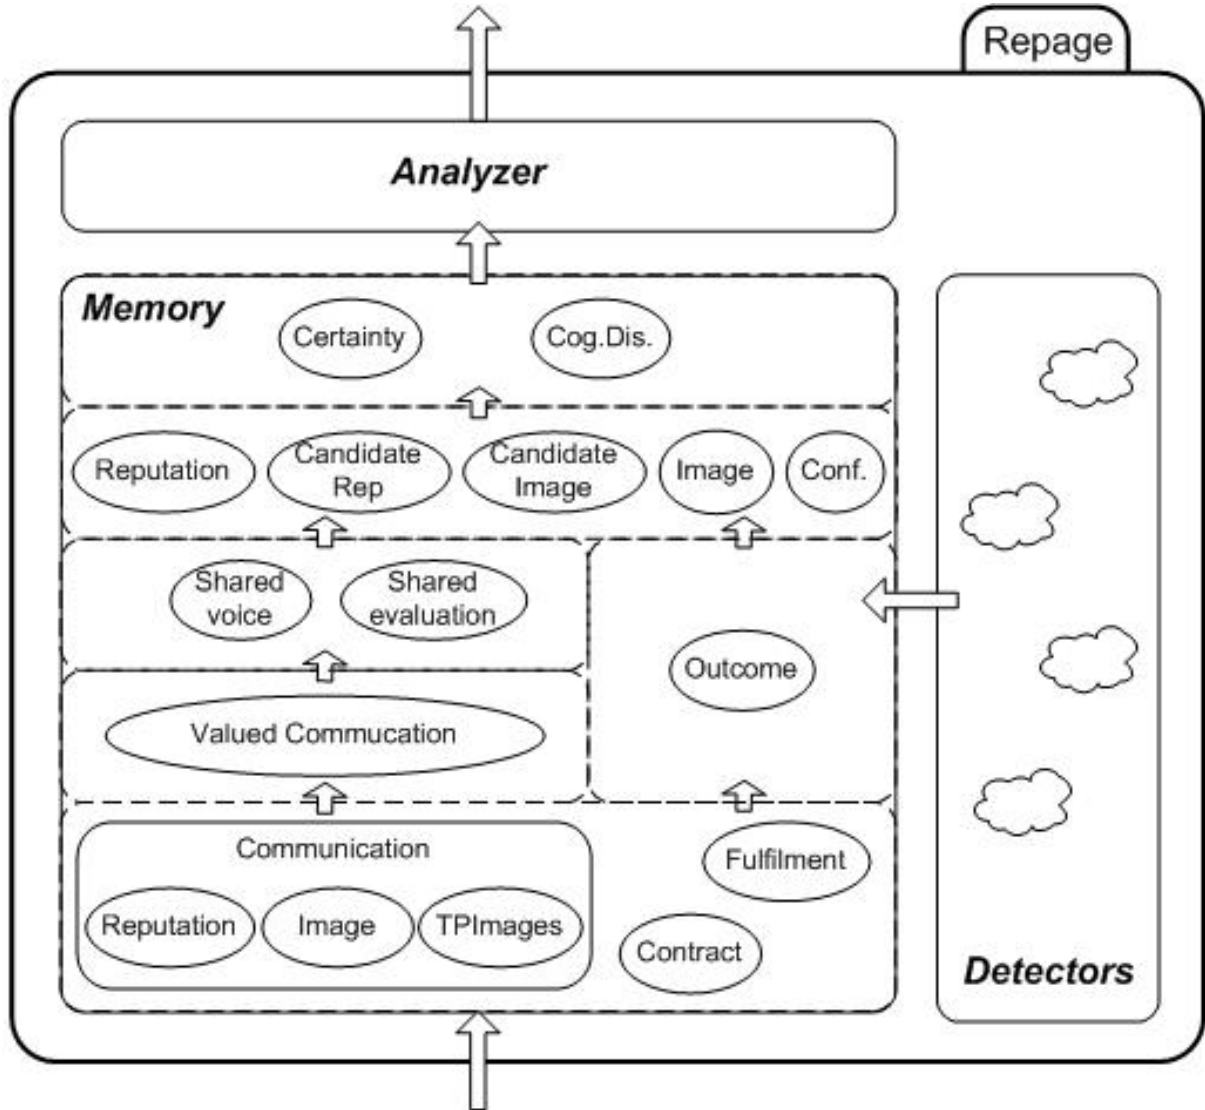 Repage
Analyzer
Memory
Certainty
Cog.Dis.
Reputation
Candidate
Rep
Candidate
Image
Image
Conf.
Shared
voice
Shared
evaluation
Outcome
Valued Commucation
Communication
Reputation
Image
TPImages
Fulfilment
Contract
Detectors